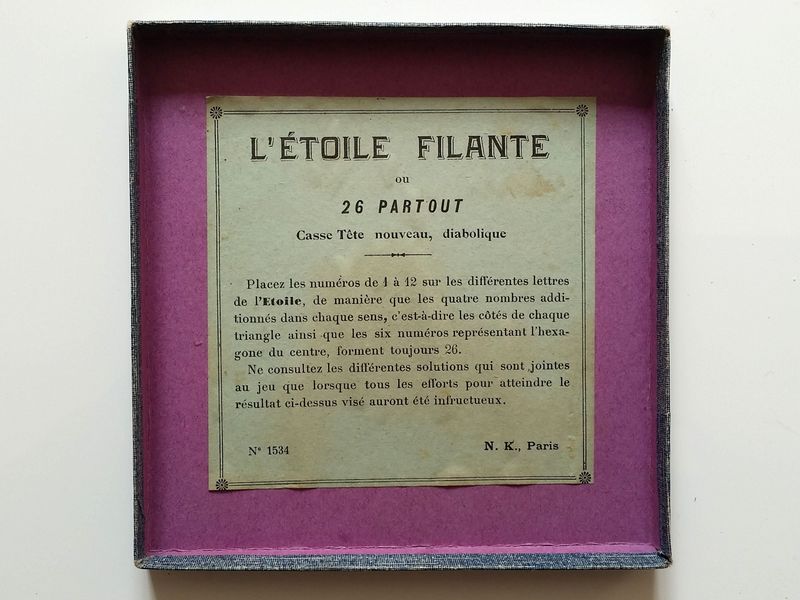 L'ÉTOILE FILANTE
ou
26 PARTOUT
Casse Tête nouveau, diabolique
Placez les numéros de 1 à 12 sur les différentes lettres
de l'Etoile, de manière que les quatre nombres addi-
tionnés dans chaque sens, c'est-à-dire les côtés de chaque
triangle ainsi que les six numéros représentant l'hexa-
gone du centre, forment toujours 26.
Ne consultez les différentes solutions qui sont jointes
au jeu que lorsque tous les efforts pour atteindre le
résultat ci-dessus visé auront été infructueux.
N° 1534
N. K., Paris